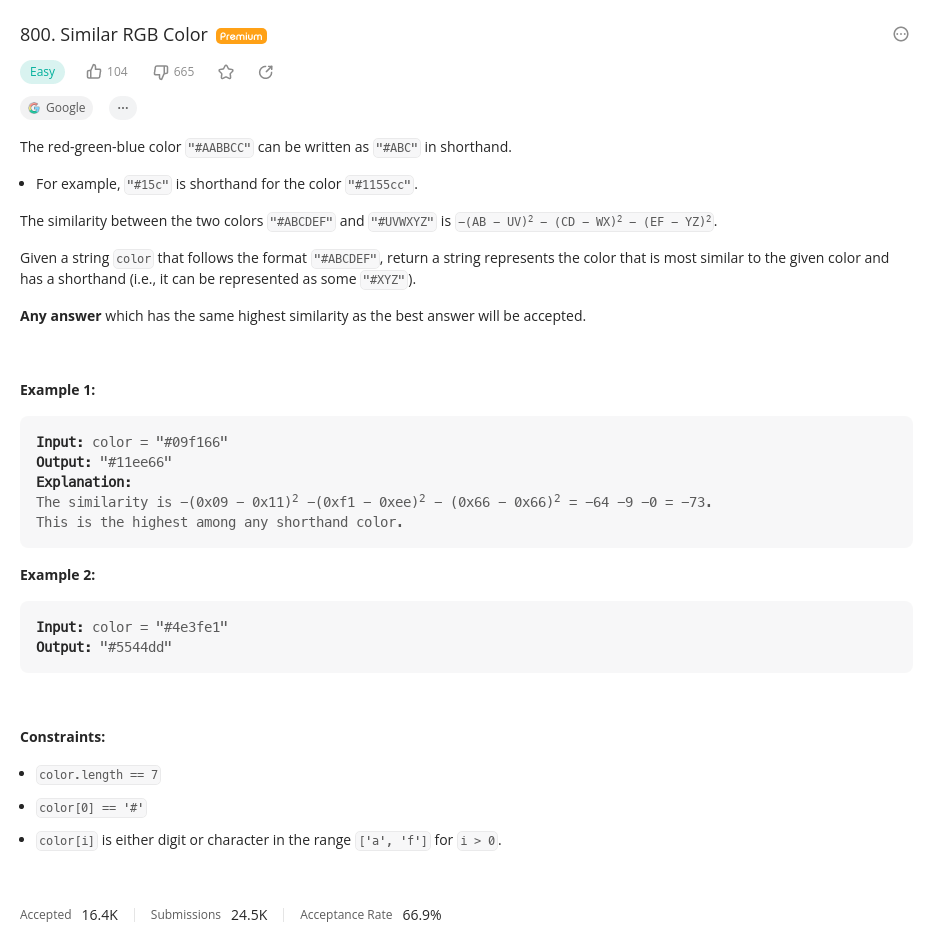 800. Similar RGB Color Premium
Easy 104 665
Google ...
The red-green-blue color "#AABBCC" can be written as "#ABC" in shorthand.
• For example, "#15c" is shorthand for the color "#1155cc".
The similarity between the two colors "#ABCDEF" and "#UVWXYZ" is -(AB - UV)² - (CD - WX)² - (EF - YZ)².
Given a string color that follows the format "#ABCDEF", return a string represents the color that is most similar to the given color and
has a shorthand (i.e., it can be represented as some "#XYZ").
Any answer which has the same highest similarity as the best answer will be accepted.
Example 1:
Input: color = "#09f166"
Output: "#11ee66"
Explanation:
The similarity is -(0x09 - 0x11)² -(0xf1 - 0xee)² - (0x66 - 0x66)² = -64 -9 -0 = -73.
This is the highest among any shorthand color.
Example 2:
Input: color = "#4e3fe1"
Output: "#5544dd"
Constraints:
• color.length == 7
• color[0] == '#'
• color[i] is either digit or character in the range ['a', 'f'] for i > 0.
Accepted 16.4K Submissions 24.5K Acceptance Rate 66.9%